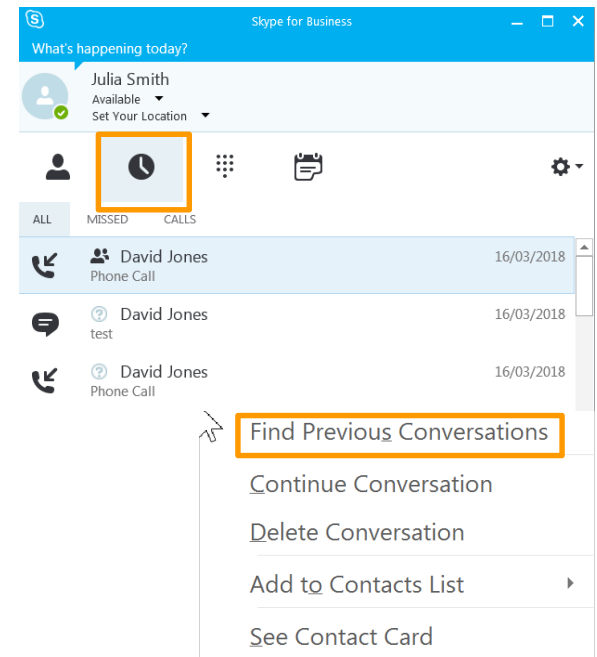 Skype for Business
What's happening today?
Julia Smith
Available
Set Your Location
ALL MISSED CALLS
David Jones 16/03/2018
Phone Call
David Jones 16/03/2018
test
David Jones 16/03/2018
Phone Call
Find Previous Conversations
Continue Conversation
Delete Conversation
Add to Contacts List
See Contact Card